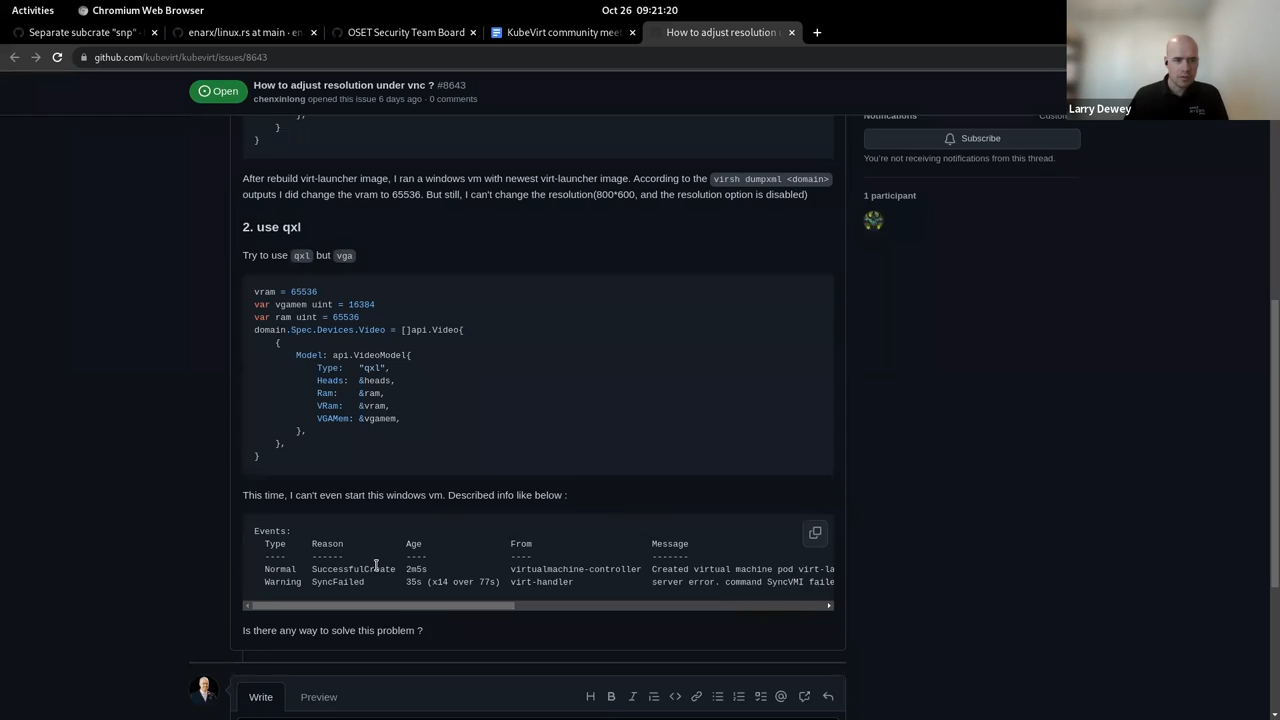 Activities
Chromium Web Browser
Oct 26 09:21:20
Separate subcrate "snp" ·
enarx/linux.rs at main · en
OSET Security Team Board
KubeVirt community mee
How to adjust resolution
github.com/kubevirt/kubevirt/issues/8643
Larry Dewey
Open
How to adjust resolution under vnc ? #8643
chenxinlong opened this issue 6 days ago · 0 comments
}
}
Notifications
Custom
Subscribe
You're not receiving notifications from this thread.
1 participant
After rebuild virt-launcher image, I ran a windows vm with newest virt-launcher image. According to the virsh dumpxml <domain>
outputs I did change the vram to 65536. But still, I can't change the resolution(800*600, and the resolution option is disabled)
2. use qxl
Try to use qxl but vga
vram = 65536
var vgamem uint = 16384
var ram uint = 65536
domain.Spec.Devices.Video = []api.Video{
{
Model: api.VideoModel{
Type: "qxl",
Heads: &heads,
Ram: &ram,
VRam: &vram,
VGAMem: &vgamem,
},
},
}
This time, I can't even start this windows vm. Described info like below :
Events:
Type Reason Age From Message
---- ------ ---- ---- -------
Normal SuccessfulCreate 2m5s virtualmachine-controller Created virtual machine pod virt-la
Warning SyncFailed 35s (x14 over 77s) virt-handler server error. command SyncVMI faile
Is there any way to solve this problem ?
Write
Preview